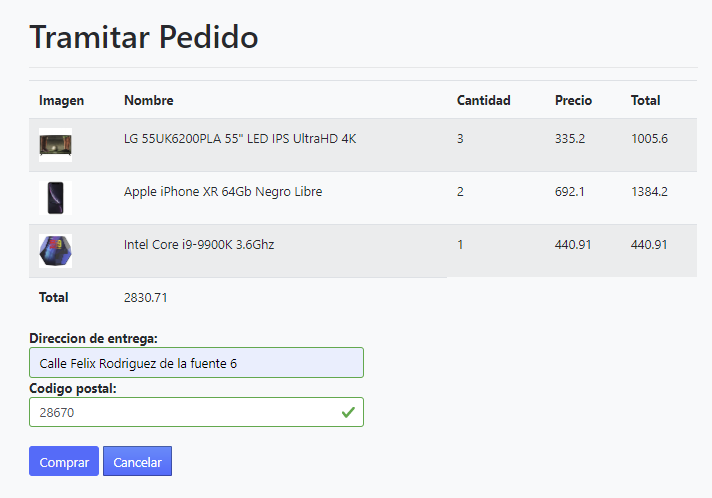 Tramitar Pedido
Imagen Nombre Cantidad Precio Total
LG 55UK6200PLA 55" LED IPS UltraHD 4K 3 335.2 1005.6
Apple iPhone XR 64Gb Negro Libre 2 692.1 1384.2
Intel Core i9-9900K 3.6Ghz 1 440.91 440.91
Total 2830.71
Direccion de entrega:
Calle Felix Rodriguez de la fuente 6
Codigo postal:
28670
Comprar Cancelar